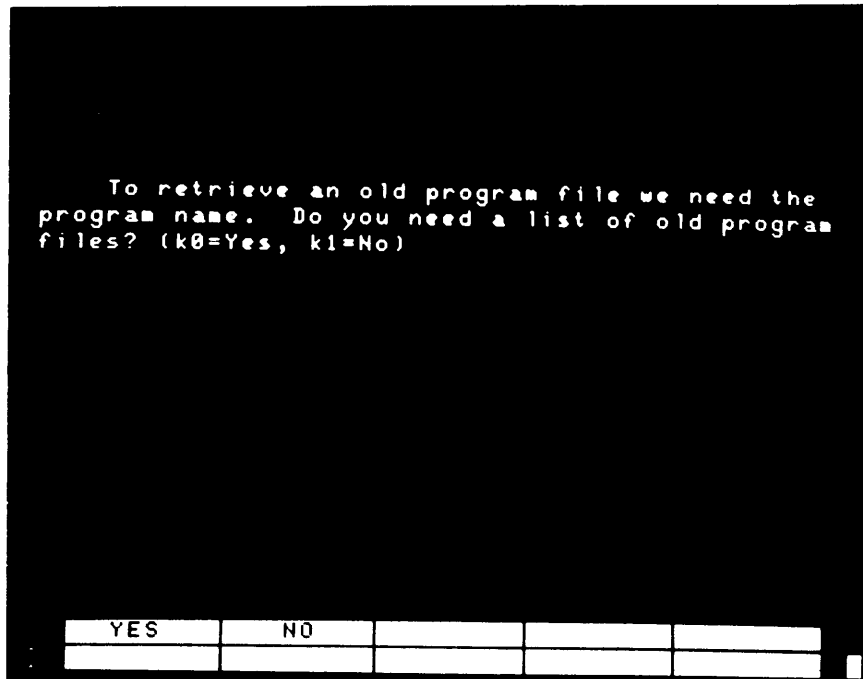 To retrieve an old program file we need the
program name. Do you need a list of old program
files? (k0=Yes, k1=No)
YES NO